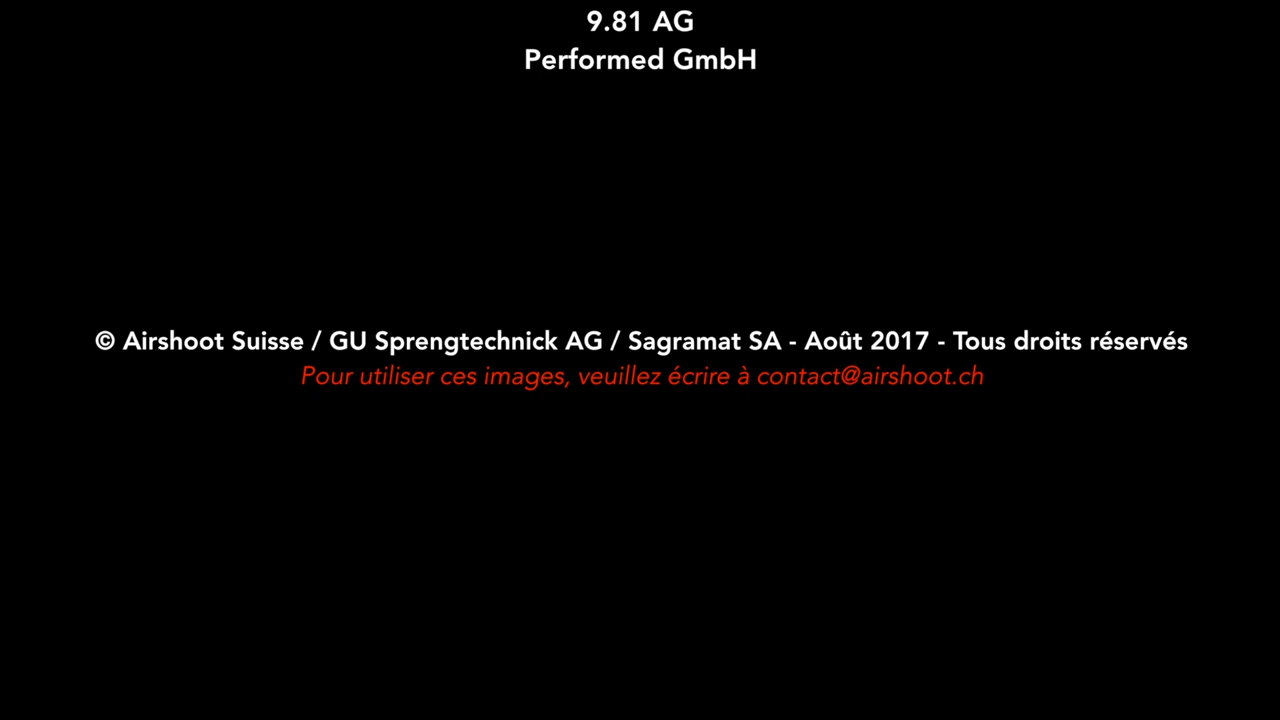 9.81 AG
Performed GmbH
© Airshoot Suisse / GU Sprengtechnick AG / Sagramat SA - Août 2017 - Tous droits réservés
Pour utiliser ces images, veuillez écrire à contact@airshoot.ch